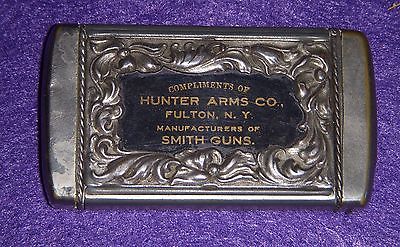 COMPLIMENTS OF
HUNTER ARMS CO.,
FULTON, N. Y.
MANUFACTURERS OF
SMITH GUNS.